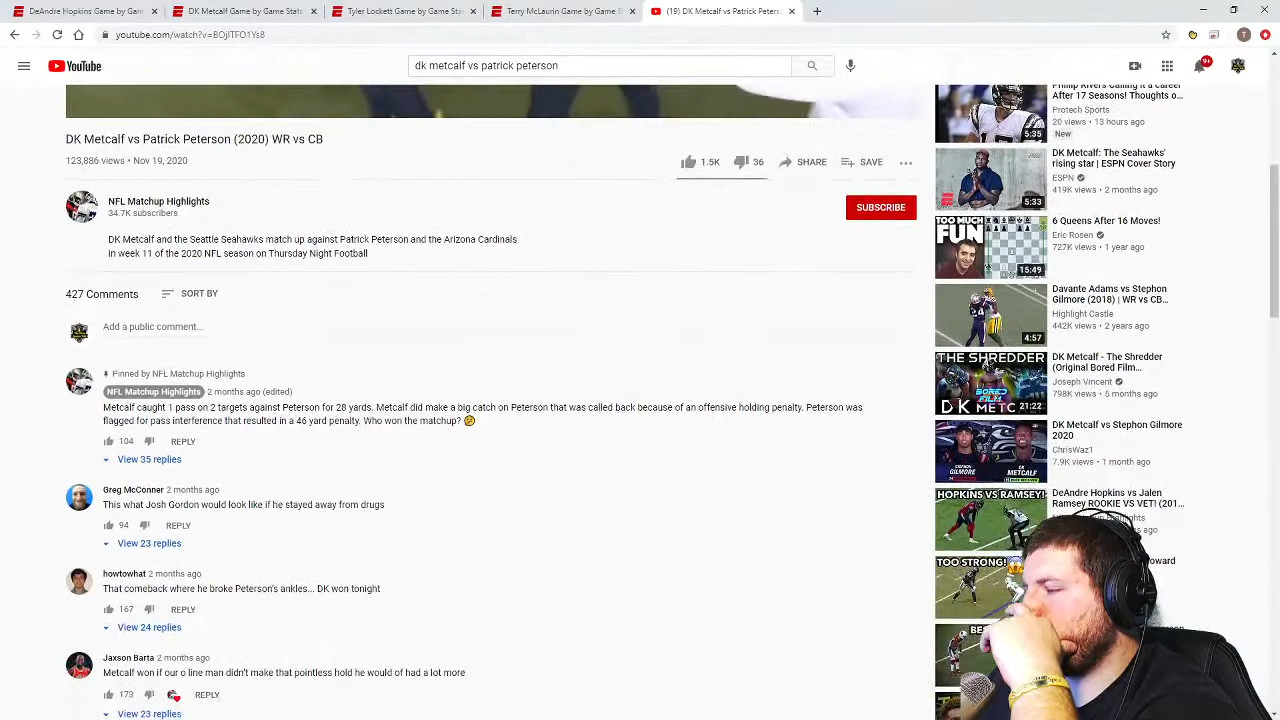 DeAndre Hopkins Game by Gam
DK Metcalf Game by Game Stats
Tyler Lockett Game by Game Sta
Terry McLaurin Game by Game S
(19) DK Metcalf vs Patrick Peters
youtube.com/watch?v=BOjlTFO1Ys8
YouTube
dk metcalf vs patrick peterson
9+
DK Metcalf vs Patrick Peterson (2020) WR vs CB
123,886 views • Nov 19, 2020
1.5K
36
SHARE
SAVE
NFL Matchup Highlights
34.7K subscribers
SUBSCRIBE
DK Metcalf and the Seattle Seahawks match up against Patrick Peterson and the Arizona Cardinals
in week 11 of the 2020 NFL season on Thursday Night Football
427 Comments
SORT BY
Add a public comment...
Pinned by NFL Matchup Highlights
NFL Matchup Highlights 2 months ago (edited)
Metcalf caught 1 pass on 2 targets against Peterson for 28 yards. Metcalf did make a big catch on Peterson that was called back because of an offensive holding penalty. Peterson was
flagged for pass interference that resulted in a 40 yard penalty. Who won the matchup?
104
REPLY
View 35 replies
Greg McConner 2 months ago
This what Josh Gordon would look like if he stayed away from drugs
94
REPLY
View 23 replies
howtowhat 2 months ago
That comeback where he broke Peterson's ankles... DK won tonight
167
REPLY
View 24 replies
Jaxson Barta 2 months ago
Metcalf won if our o line man didn't make that pointless hold he would of had a lot more
173
REPLY
View 23 replies
Phillip Rivers Calling it a Career
After 17 Seasons! Thoughts o...
Protech Sports
20 views • 13 hours ago
New
5:35
DK Metcalf: The Seahawks'
rising star | ESPN Cover Story
ESPN
419K views • 2 months ago
5:33
TOO MUCH
FUN
15:49
6 Queens After 16 Moves!
Eric Rosen
727K views • 1 year ago
Davante Adams vs Stephon
Gilmore (2018) | WR vs CB...
Highlight Castle
442K views • 2 years ago
4:57
THE SHREDDER
BORED
FILM
DK METC
21:22
DK Metcalf - The Shredder
(Original Bored Film...
Joseph Vincent
798K views • 5 months ago
STEPHON
GILMORE
DK
METCALF
DK Metcalf vs Stephon Gilmore
2020
ChrisWaz1
7.9K views • 1 month ago
HOPKINS VS RAMSEY!
DeAndre Hopkins vs Jalen
Ramsey ROOKIE VS VET! (201...
TOO STRONG!
BE